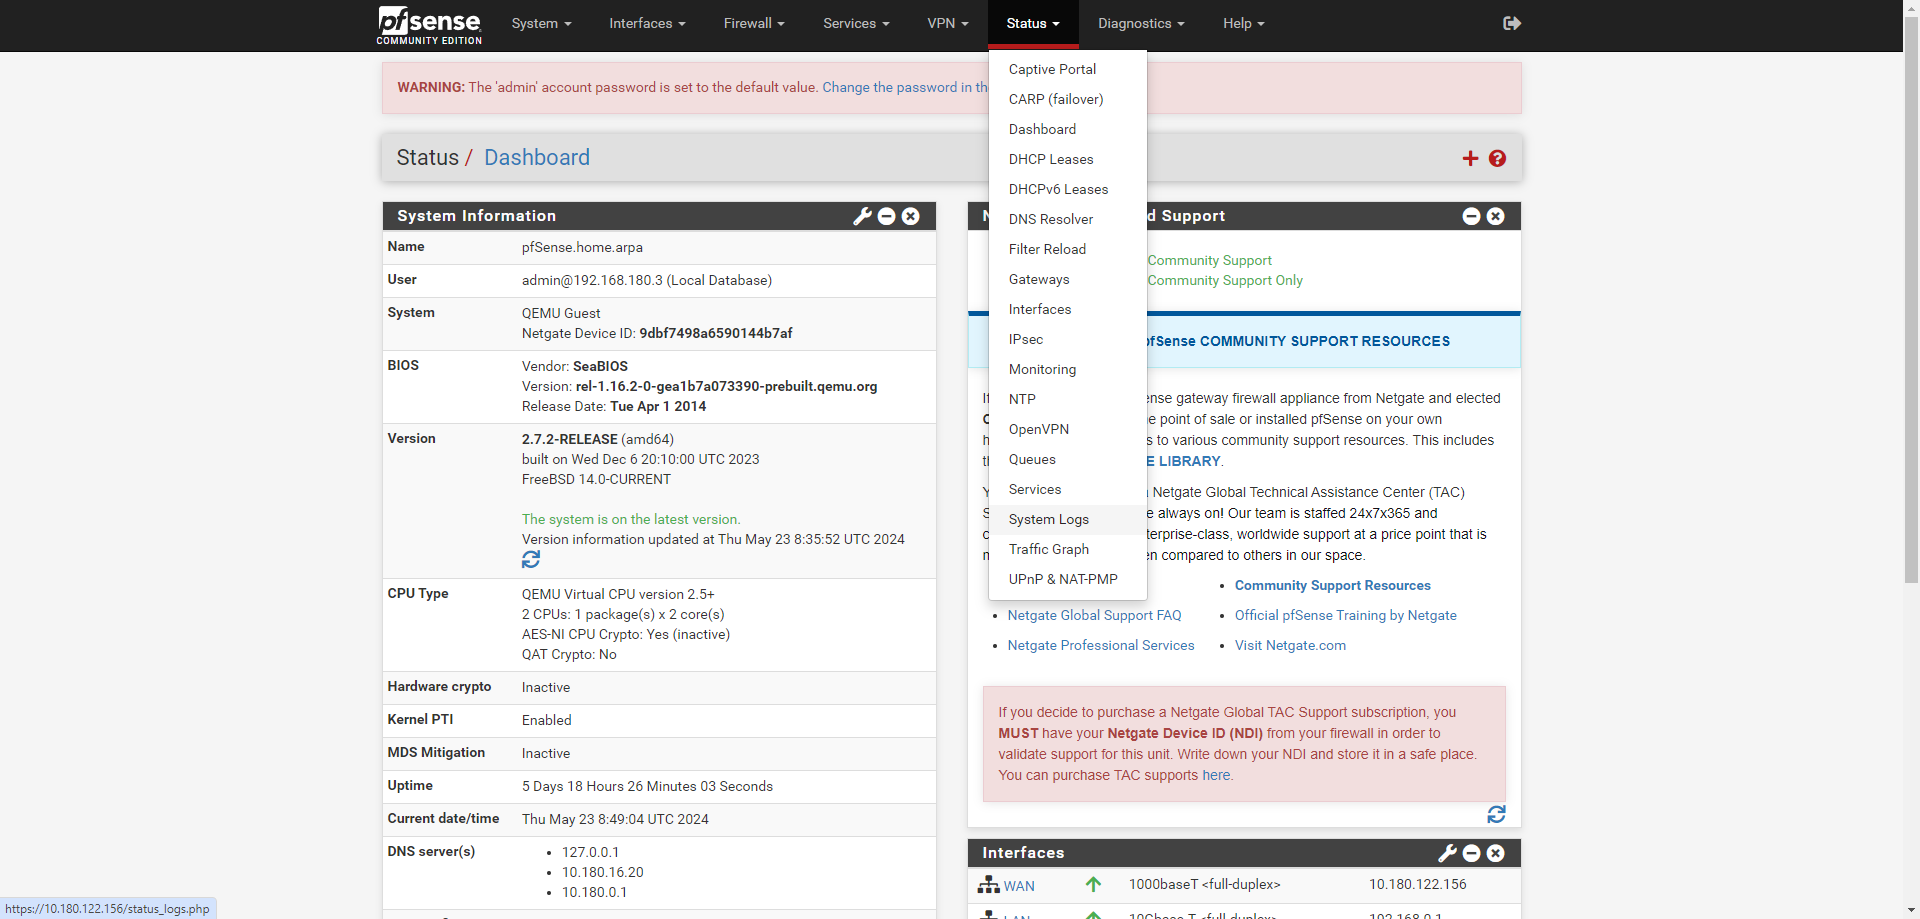 pfsense
COMMUNITY EDITION
System
Interfaces
Firewall
Services
VPN
Status
Diagnostics
Help
WARNING: The 'admin' account password is set to the default value. Change the password in th
Captive Portal
CARP (failover)
Dashboard
DHCP Leases
DHCPv6 Leases
DNS Resolver
Filter Reload
Gateways
Interfaces
IPsec
Monitoring
NTP
OpenVPN
Queues
Services
System Logs
Traffic Graph
UPnP & NAT-PMP
Status / Dashboard
System Information
Name pfSense.home.arpa
User admin@192.168.180.3 (Local Database)
System QEMU Guest
Netgate Device ID: 9dbf7498a6590144b7af
BIOS Vendor: SeaBIOS
Version: rel-1.16.2-0-gea1b7a073390-prebuilt.qemu.org
Release Date: Tue Apr 1 2014
Version 2.7.2-RELEASE (amd64)
built on Wed Dec 6 20:10:00 UTC 2023
FreeBSD 14.0-CURRENT
The system is on the latest version.
Version information updated at Thu May 23 8:35:52 UTC 2024
CPU Type QEMU Virtual CPU version 2.5+
2 CPUs: 1 package(s) x 2 core(s)
AES-NI CPU Crypto: Yes (inactive)
QAT Crypto: No
Hardware crypto Inactive
Kernel PTI Enabled
MDS Mitigation Inactive
Uptime 5 Days 18 Hours 26 Minutes 03 Seconds
Current date/time Thu May 23 8:49:04 UTC 2024
DNS server(s) • 127.0.0.1
• 10.180.16.20
• 10.180.0.1
d Support
Community Support
Community Support Only
fSense COMMUNITY SUPPORT RESOURCES
ense gateway firewall appliance from Netgate and elected
e point of sale or installed pfSense on your own
s to various community support resources. This includes
E LIBRARY.
Netgate Global Technical Assistance Center (TAC)
e always on! Our team is staffed 24x7x365 and
terprise-class, worldwide support at a price point that is
en compared to others in our space.
• Community Support Resources
• Netgate Global Support FAQ
• Official pfSense Training by Netgate
• Netgate Professional Services
• Visit Netgate.com
If you decide to purchase a Netgate Global TAC Support subscription, you
MUST have your Netgate Device ID (NDI) from your firewall in order to
validate support for this unit. Write down your NDI and store it in a safe place.
You can purchase TAC supports here.
Interfaces
WAN 1000baseT <full-duplex> 10.180.122.156
LAN 10Gbase-T <full-duplex> 192.168.0.1
https://10.180.122.156/status_logs.php